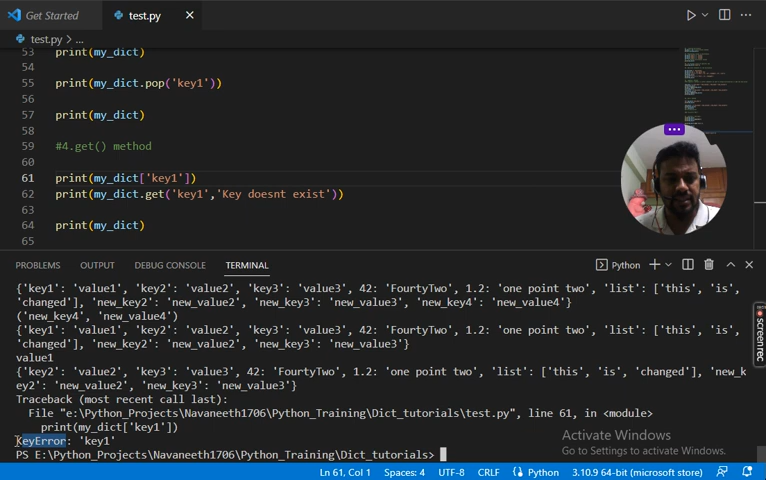 Get Started
test.py
test.py > ...
53 print(my_dict)
54
55 print(my_dict.pop('key1'))
56
57 print(my_dict)
58
59 #4.get() method
60
61 print(my_dict['key1'])
62 print(my_dict.get('key1','Key doesnt exist'))
63
64 print(my_dict)
65
PROBLEMS OUTPUT DEBUG CONSOLE TERMINAL Python
{'key1': 'value1', 'key2': 'value2', 'key3': 'value3', 42: 'FourtyTwo', 1.2: 'one point two', 'list': ['this', 'is',
'changed'], 'new_key2': 'new_value2', 'new_key3': 'new_value3', 'new_key4': 'new_value4'}
('new_key4', 'new_value4')
{'key1': 'value1', 'key2': 'value2', 'key3': 'value3', 42: 'FourtyTwo', 1.2: 'one point two', 'list': ['this', 'is',
'changed'], 'new_key2': 'new_value2', 'new_key3': 'new_value3'}
value1
{'key2': 'value2', 'key3': 'value3', 42: 'FourtyTwo', 1.2: 'one point two', 'list': ['this', 'is', 'changed'], 'new_k
ey2': 'new_value2', 'new_key3': 'new_value3'}
Traceback (most recent call last):
File "e:\Python_Projects\Navaneeth1706\Python_Training\Dict_tutorials\test.py", line 61, in <module>
print(my_dict['key1'])
KeyError: 'key1'
PS E:\Python_Projects\Navaneeth1706\Python_Training\Dict_tutorials>
screen rec
Activate Windows
Go to Settings to activate Windows.
Ln 61, Col 1 Spaces: 4 UTF-8 CRLF Python 3.10.9 64-bit (microsoft store)